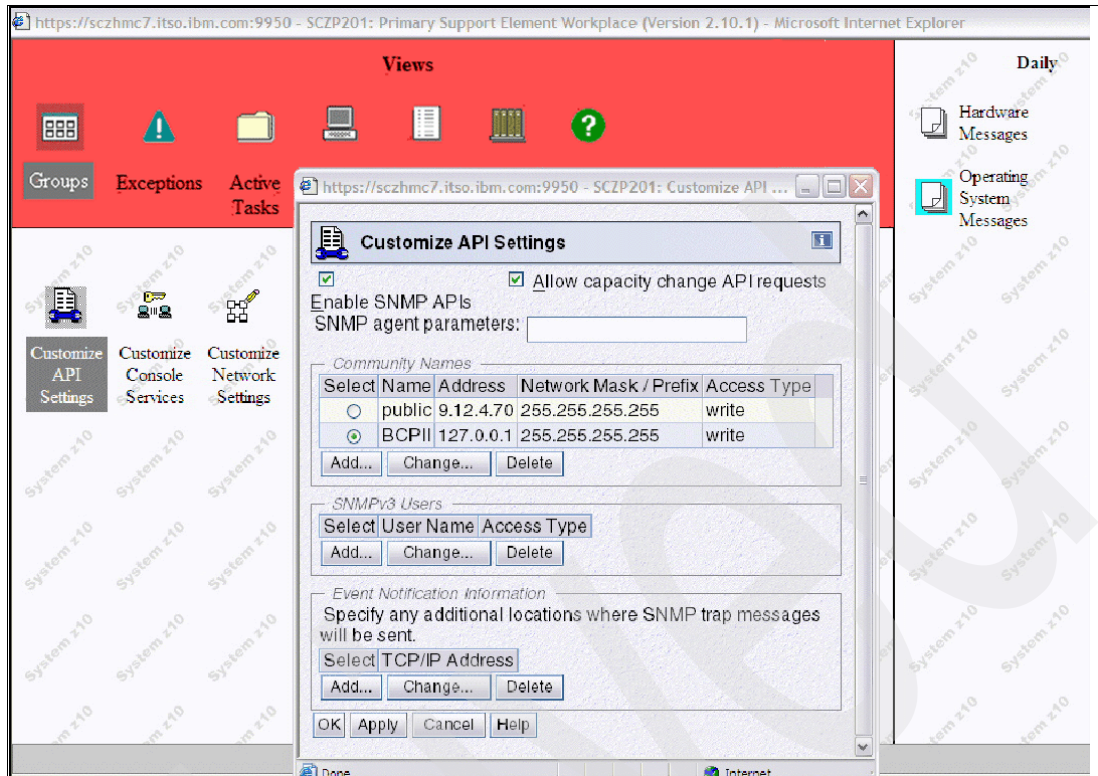 https://sczhmc7.itso.ibm.com:9950 - SCZP201: Primary Support Element Workplace (Version 2.10.1) - Microsoft Internet Explorer
Views
Groups
Exceptions
Active Tasks
Daily
Hardware Messages
Operating System Messages
Customize API Settings
Customize Console Services
Customize Network Settings
https://sczhmc7.itso.ibm.com:9950 - SCZP201: Customize API ...
Customize API Settings
Enable SNMP APIs
Allow capacity change API requests
SNMP agent parameters:
Community Names
Select Name Address Network Mask / Prefix Access Type
public 9.12.4.70 255.255.255.255 write
BCPII 127.0.0.1 255.255.255.255 write
Add... Change... Delete
SNMPv3 Users
Select User Name Access Type
Add... Change... Delete
Event Notification Information
Specify any additional locations where SNMP trap messages
will be sent.
Select TCP/IP Address
Add... Change... Delete
OK Apply Cancel Help
Done
Internet
System z10